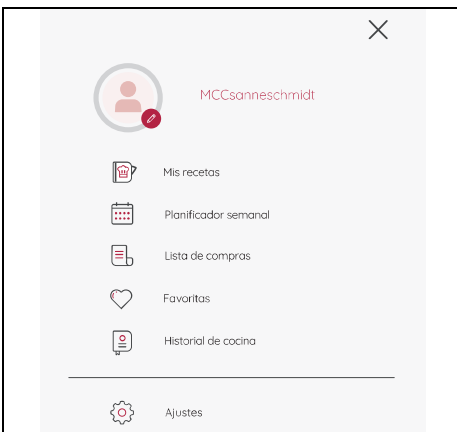 MCCsanneschmidt
Mis recetas
Planificador semanal
Lista de compras
Favoritas
Historial de cocina
Ajustes